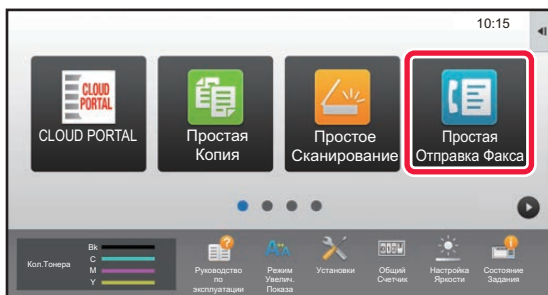 10:15
CLOUD
PORTAL
CLOUD PORTAL
Простая
Копия
Простое
Сканирование
Простая
Отправка Факса
Кол.Тонера
Bk
C
M
Y
Руководство
по
эксплуатации
Режим
Увелич.
Показа
Установки
Общий
Счетчик
Настройка
Яркости
Состояние
Задания